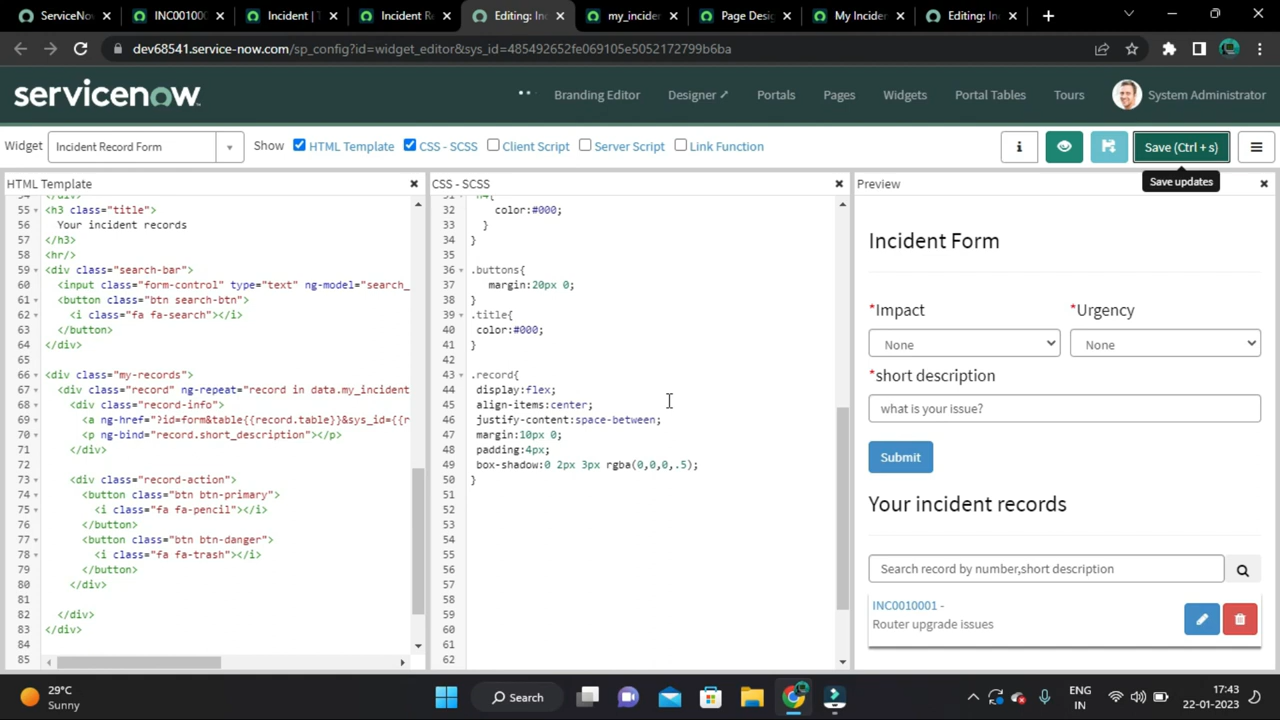 ServiceNo
INC001000
Incident | T
Incident Re
Editing: Inc
my_incider
Page Desig
My Inciden
Editing: Inc
dev68541.service-now.com/sp_config?id=widget_editor&sys_id=485492652fe069105e5052172799b6ba
servicenow
Branding Editor
Designer
Portals
Pages
Widgets
Portal Tables
Tours
System Administrator
Widget
Incident Record Form
Show
HTML Template
CSS - SCSS
Client Script
Server Script
Link Function
Save (Ctrl + s)
Save updates
HTML Template
55 <h3 class="title">
56 Your incident records
57 </h3>
58 <hr/>
59 <div class="search-bar">
60 <input class="form-control" type="text" ng-model="search_
61 <button class="btn search-btn">
62 <i class="fa fa-search"></i>
63 </button>
64 </div>
65
66 <div class="my-records">
67 <div class="record" ng-repeat="record in data.my_incident
68 <div class="record-info">
69 <a ng-href="?id=form&table{{record.table}}&sys_id={{r
70 <p ng-bind="record.short_description"></p>
71 </div>
72
73 <div class="record-action">
74 <button class="btn btn-primary">
75 <i class="fa fa-pencil"></i>
76 </button>
77 <button class="btn btn-danger">
78 <i class="fa fa-trash"></i>
79 </button>
80 </div>
81
82 </div>
83 </div>
84
85
CSS - SCSS
31 h4{
32 color:#000;
33 }
34 }
35
36 .buttons{
37 margin:20px 0;
38 }
39 .title{
40 color:#000;
41 }
42
43 .record{
44 display:flex;
45 align-items:center;
46 justify-content:space-between;
47 margin:10px 0;
48 padding:4px;
49 box-shadow:0 2px 3px rgba(0,0,0,.5);
50 }
51
52
53
54
55
56
57
58
59
60
61
62
Preview
Incident Form
*Impact
*Urgency
None
None
*short description
what is your issue?
Submit
Your incident records
Search record by number,short description
INC0010001 -
Router upgrade issues
29°C
Sunny
Search
ENG
IN
17:43
22-01-2023